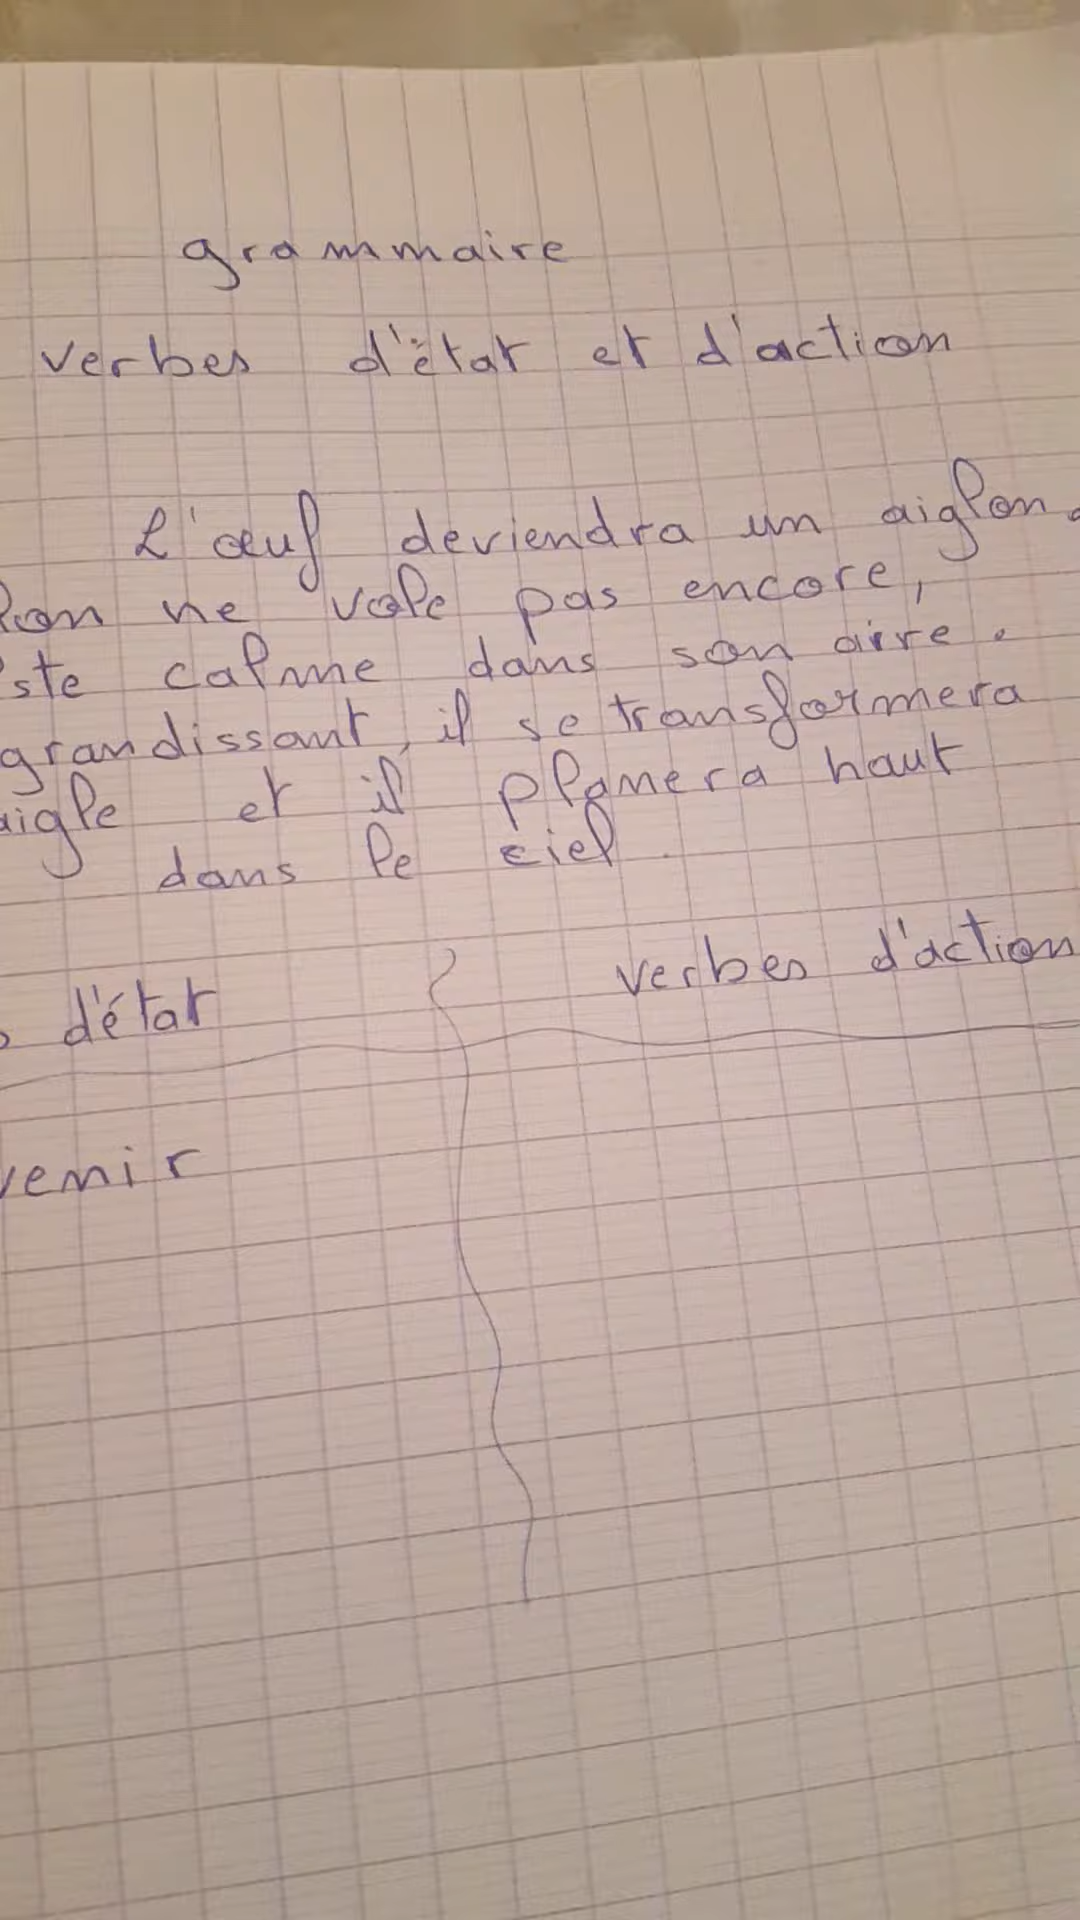 grammaire
verbes d'état et d'action
L'œuf deviendra un aiglon.
lon ne vole pas encore,
ste calme dans son aire.
grandissant, il se transformera
aigle et il planera haut
dans le ciel.
verbes d'action
d'état
venir